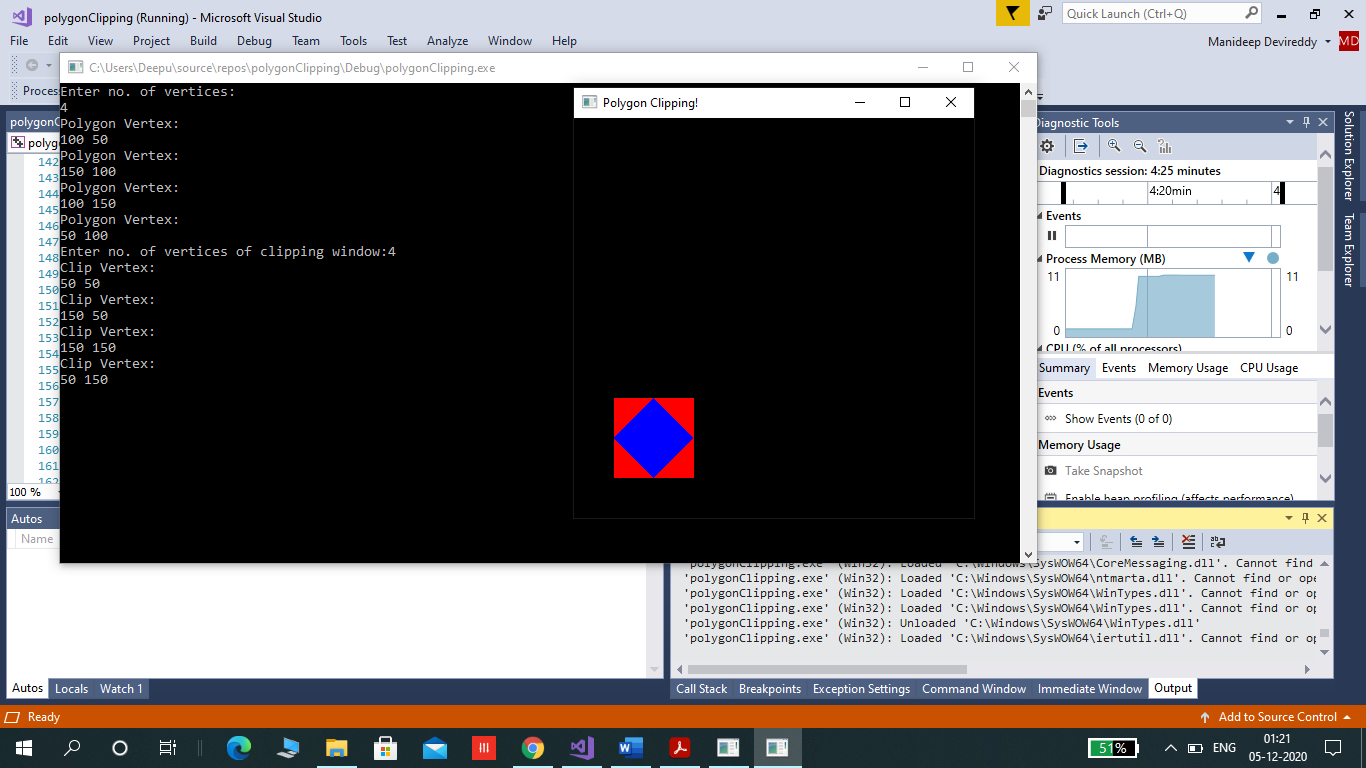 polygonClipping (Running) - Microsoft Visual Studio
Quick Launch (Ctrl+Q)
File Edit View Project Build Debug Team Tools Test Analyze Window Help
Manideep Devireddy MD
C:\Users\Deepu\source\repos\polygonClipping\Debug\polygonClipping.exe
Enter no. of vertices:
4
Polygon Vertex:
100 50
Polygon Vertex:
150 100
Polygon Vertex:
100 150
Polygon Vertex:
50 100
Enter no. of vertices of clipping window:4
Clip Vertex:
50 50
Clip Vertex:
150 50
Clip Vertex:
150 150
Clip Vertex:
50 150
Polygon Clipping!
Proces
polygonC
polyg
142
143
144
145
146
147
148
149
150
151
152
153
154
155
156
157
158
159
160
161
162
100 %
Diagnostic Tools
Diagnostics session: 4:25 minutes
4:20min 4
Events
Process Memory (MB)
11 11
0 0
CPU (% of all processors)
Summary Events Memory Usage CPU Usage
Events
Show Events (0 of 0)
Memory Usage
Take Snapshot
Enable heap profiling (affects performance)
Solution Explorer
Team Explorer
Autos
Name
'polygonClipping.exe' (Win32): Loaded 'C:\Windows\SysWOW64\CoreMessaging.dll'. Cannot find
'polygonClipping.exe' (Win32): Loaded 'C:\Windows\SysWOW64\ntmarta.dll'. Cannot find or ope
'polygonClipping.exe' (Win32): Loaded 'C:\Windows\SysWOW64\WinTypes.dll'. Cannot find or op
'polygonClipping.exe' (Win32): Loaded 'C:\Windows\SysWOW64\WinTypes.dll'. Cannot find or op
'polygonClipping.exe' (Win32): Unloaded 'C:\Windows\SysWOW64\WinTypes.dll'
'polygonClipping.exe' (Win32): Loaded 'C:\Windows\SysWOW64\iertutil.dll'. Cannot find or op
Autos Locals Watch 1
Call Stack Breakpoints Exception Settings Command Window Immediate Window Output
Ready
Add to Source Control
51%
ENG
01:21
05-12-2020